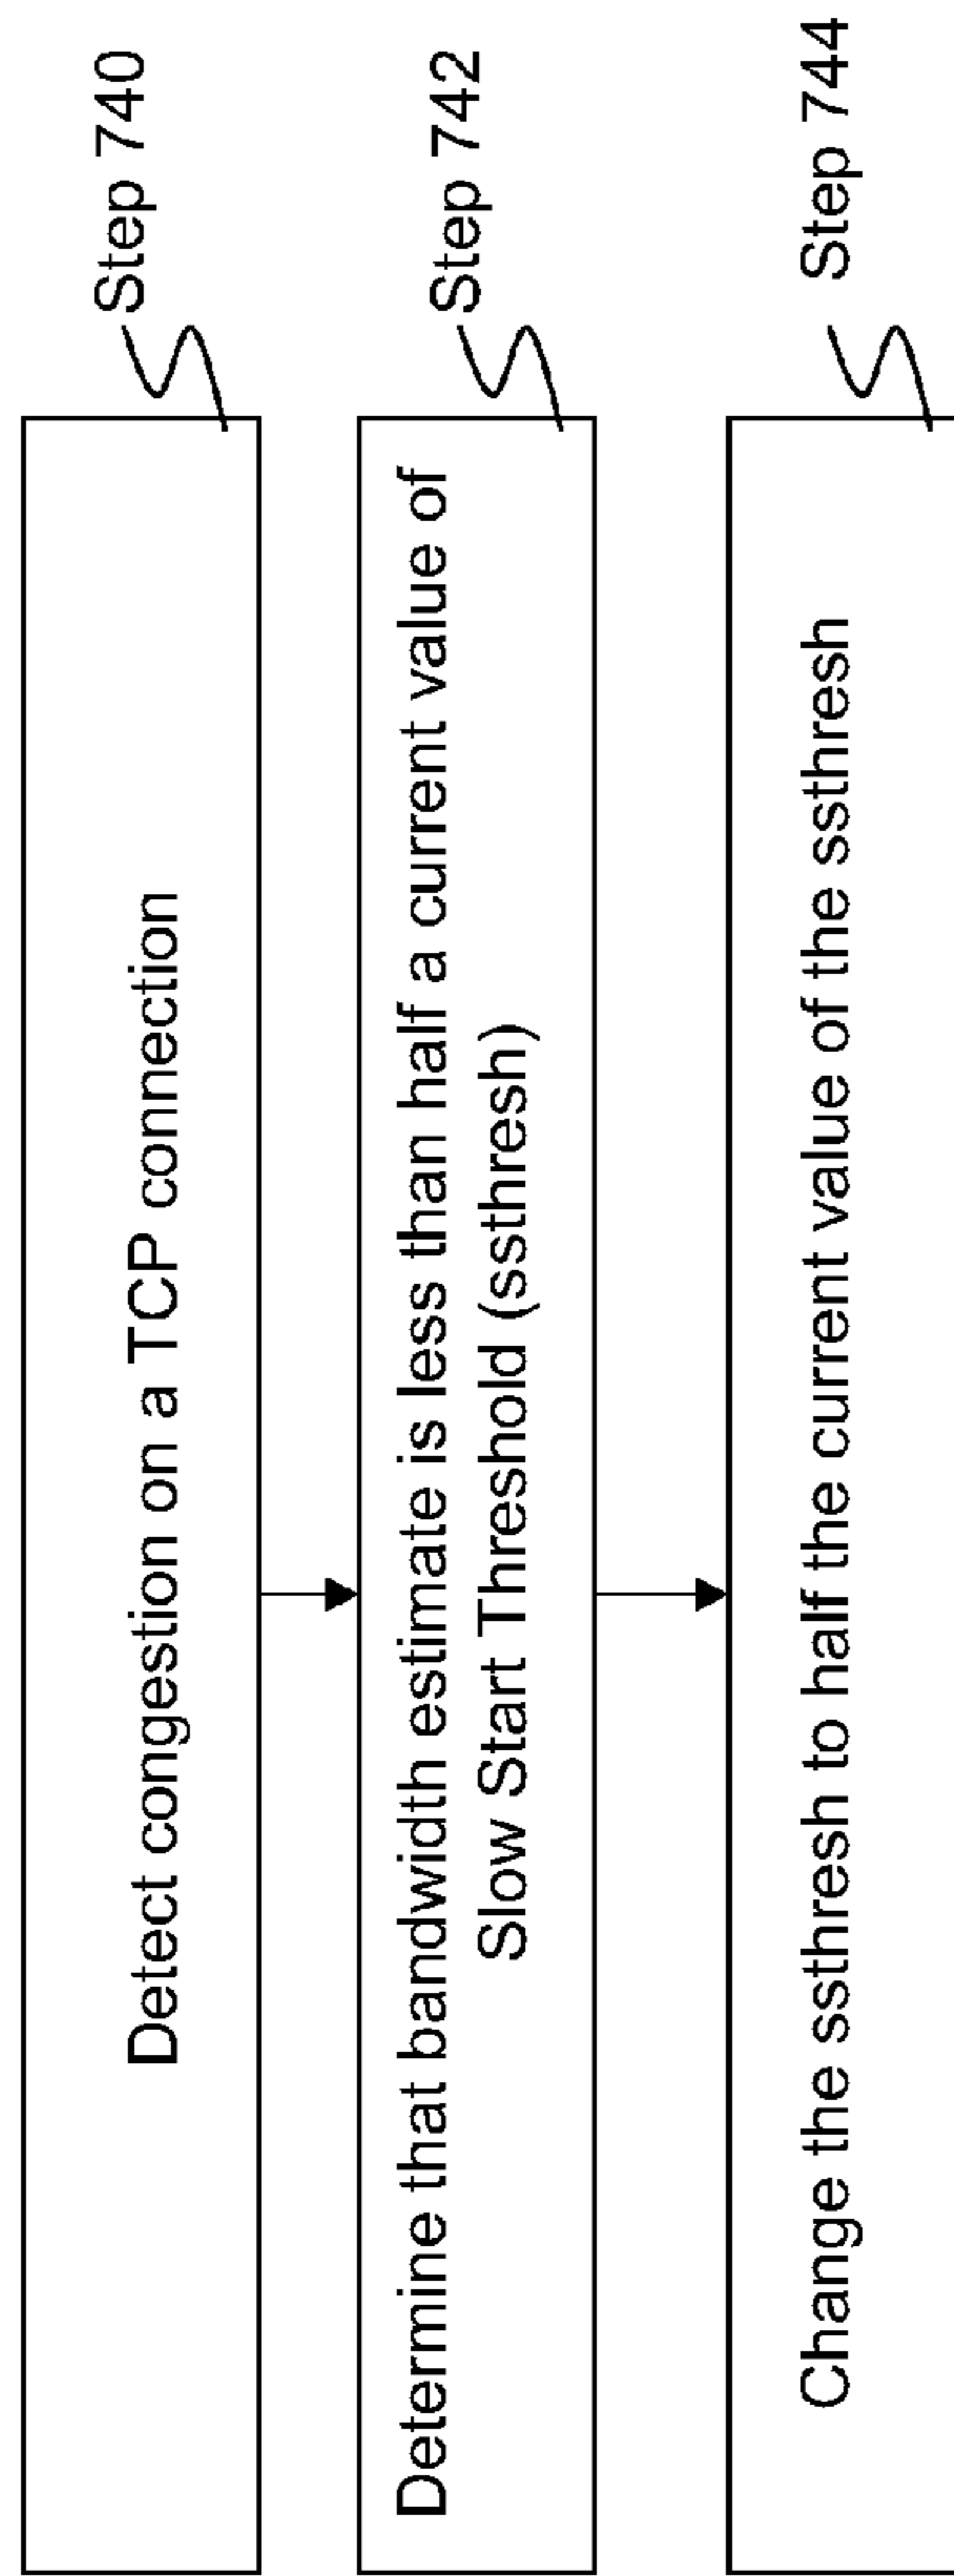 Detect congestion on a TCP connection
Step 740
Determine that bandwidth estimate is less than half a current value of
Slow Start Threshold (ssthresh)
Step 742
Change the ssthresh to half the current value of the ssthresh
Step 744